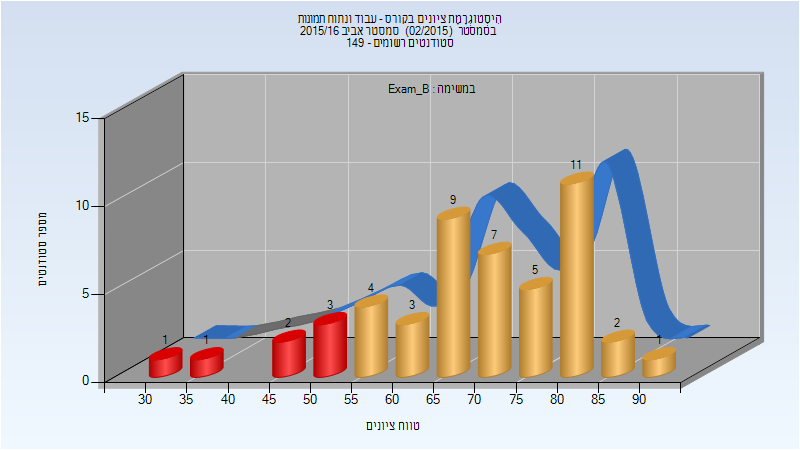 היסטוגרמת ציונים בקורס - עבוד ונתוח תמונות
בסמסטר (02/2015) סמסטר אביב 2015/16
סטודנטים רשומים - 149
במשימה : Exam_B
מספר סטודנטים
15
10
5
0
1
1
2
3
4
3
9
7
5
11
2
1
30 35 40 45 50 55 60 65 70 75 80 85 90
טווח ציונים